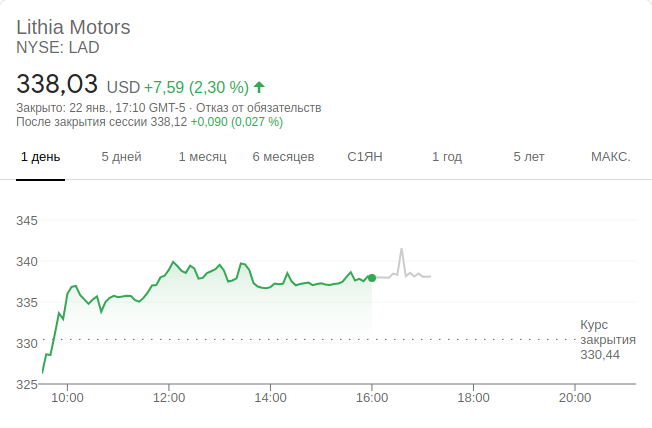 Lithia Motors
NYSE: LAD
338,03 USD +7,59 (2,30 %)
Закрыто: 22 янв., 17:10 GMT-5 · Отказ от обязательств
После закрытия сессии 338,12 +0,090 (0,027 %)
1 день 5 дней 1 месяц 6 месяцев С1ЯН 1 год 5 лет МАКС.
345
340
335
330
325
Курс
закрытия
330,44
10:00 12:00 14:00 16:00 18:00 20:00